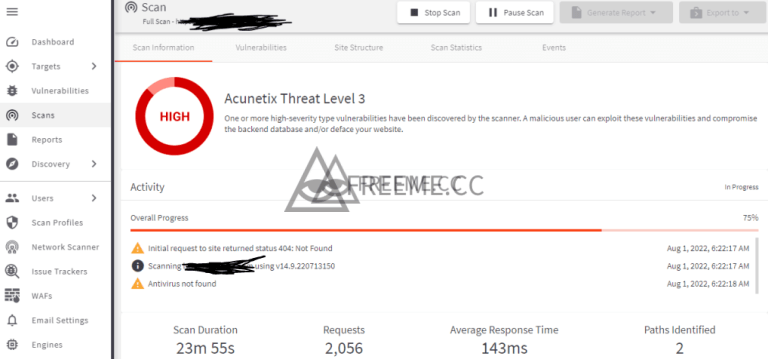 Scan
Full Scan -
Stop Scan
Pause Scan
Generate Report
Export to
Dashboard
Targets
Vulnerabilities
Scans
Reports
Discovery
Users
Scan Profiles
Network Scanner
Issue Trackers
WAFs
Email Settings
Engines
Scan Information
Vulnerabilities
Site Structure
Scan Statistics
Events
HIGH
Acunetix Threat Level 3
One or more high-severity type vulnerabilities have been discovered by the scanner. A malicious user can exploit these vulnerabilities and compromise
the backend database and/or deface your website.
FREEME.CC
Activity
In Progress
Overall Progress
75%
Initial request to site returned status 404: Not Found
Aug 1, 2022, 6:22:17 AM
Scanning using v14.9.220713150
Aug 1, 2022, 6:22:17 AM
Antivirus not found
Aug 1, 2022, 6:22:18 AM
Scan Duration
Requests
Average Response Time
Paths Identified
23m 55s
2,056
143ms
2